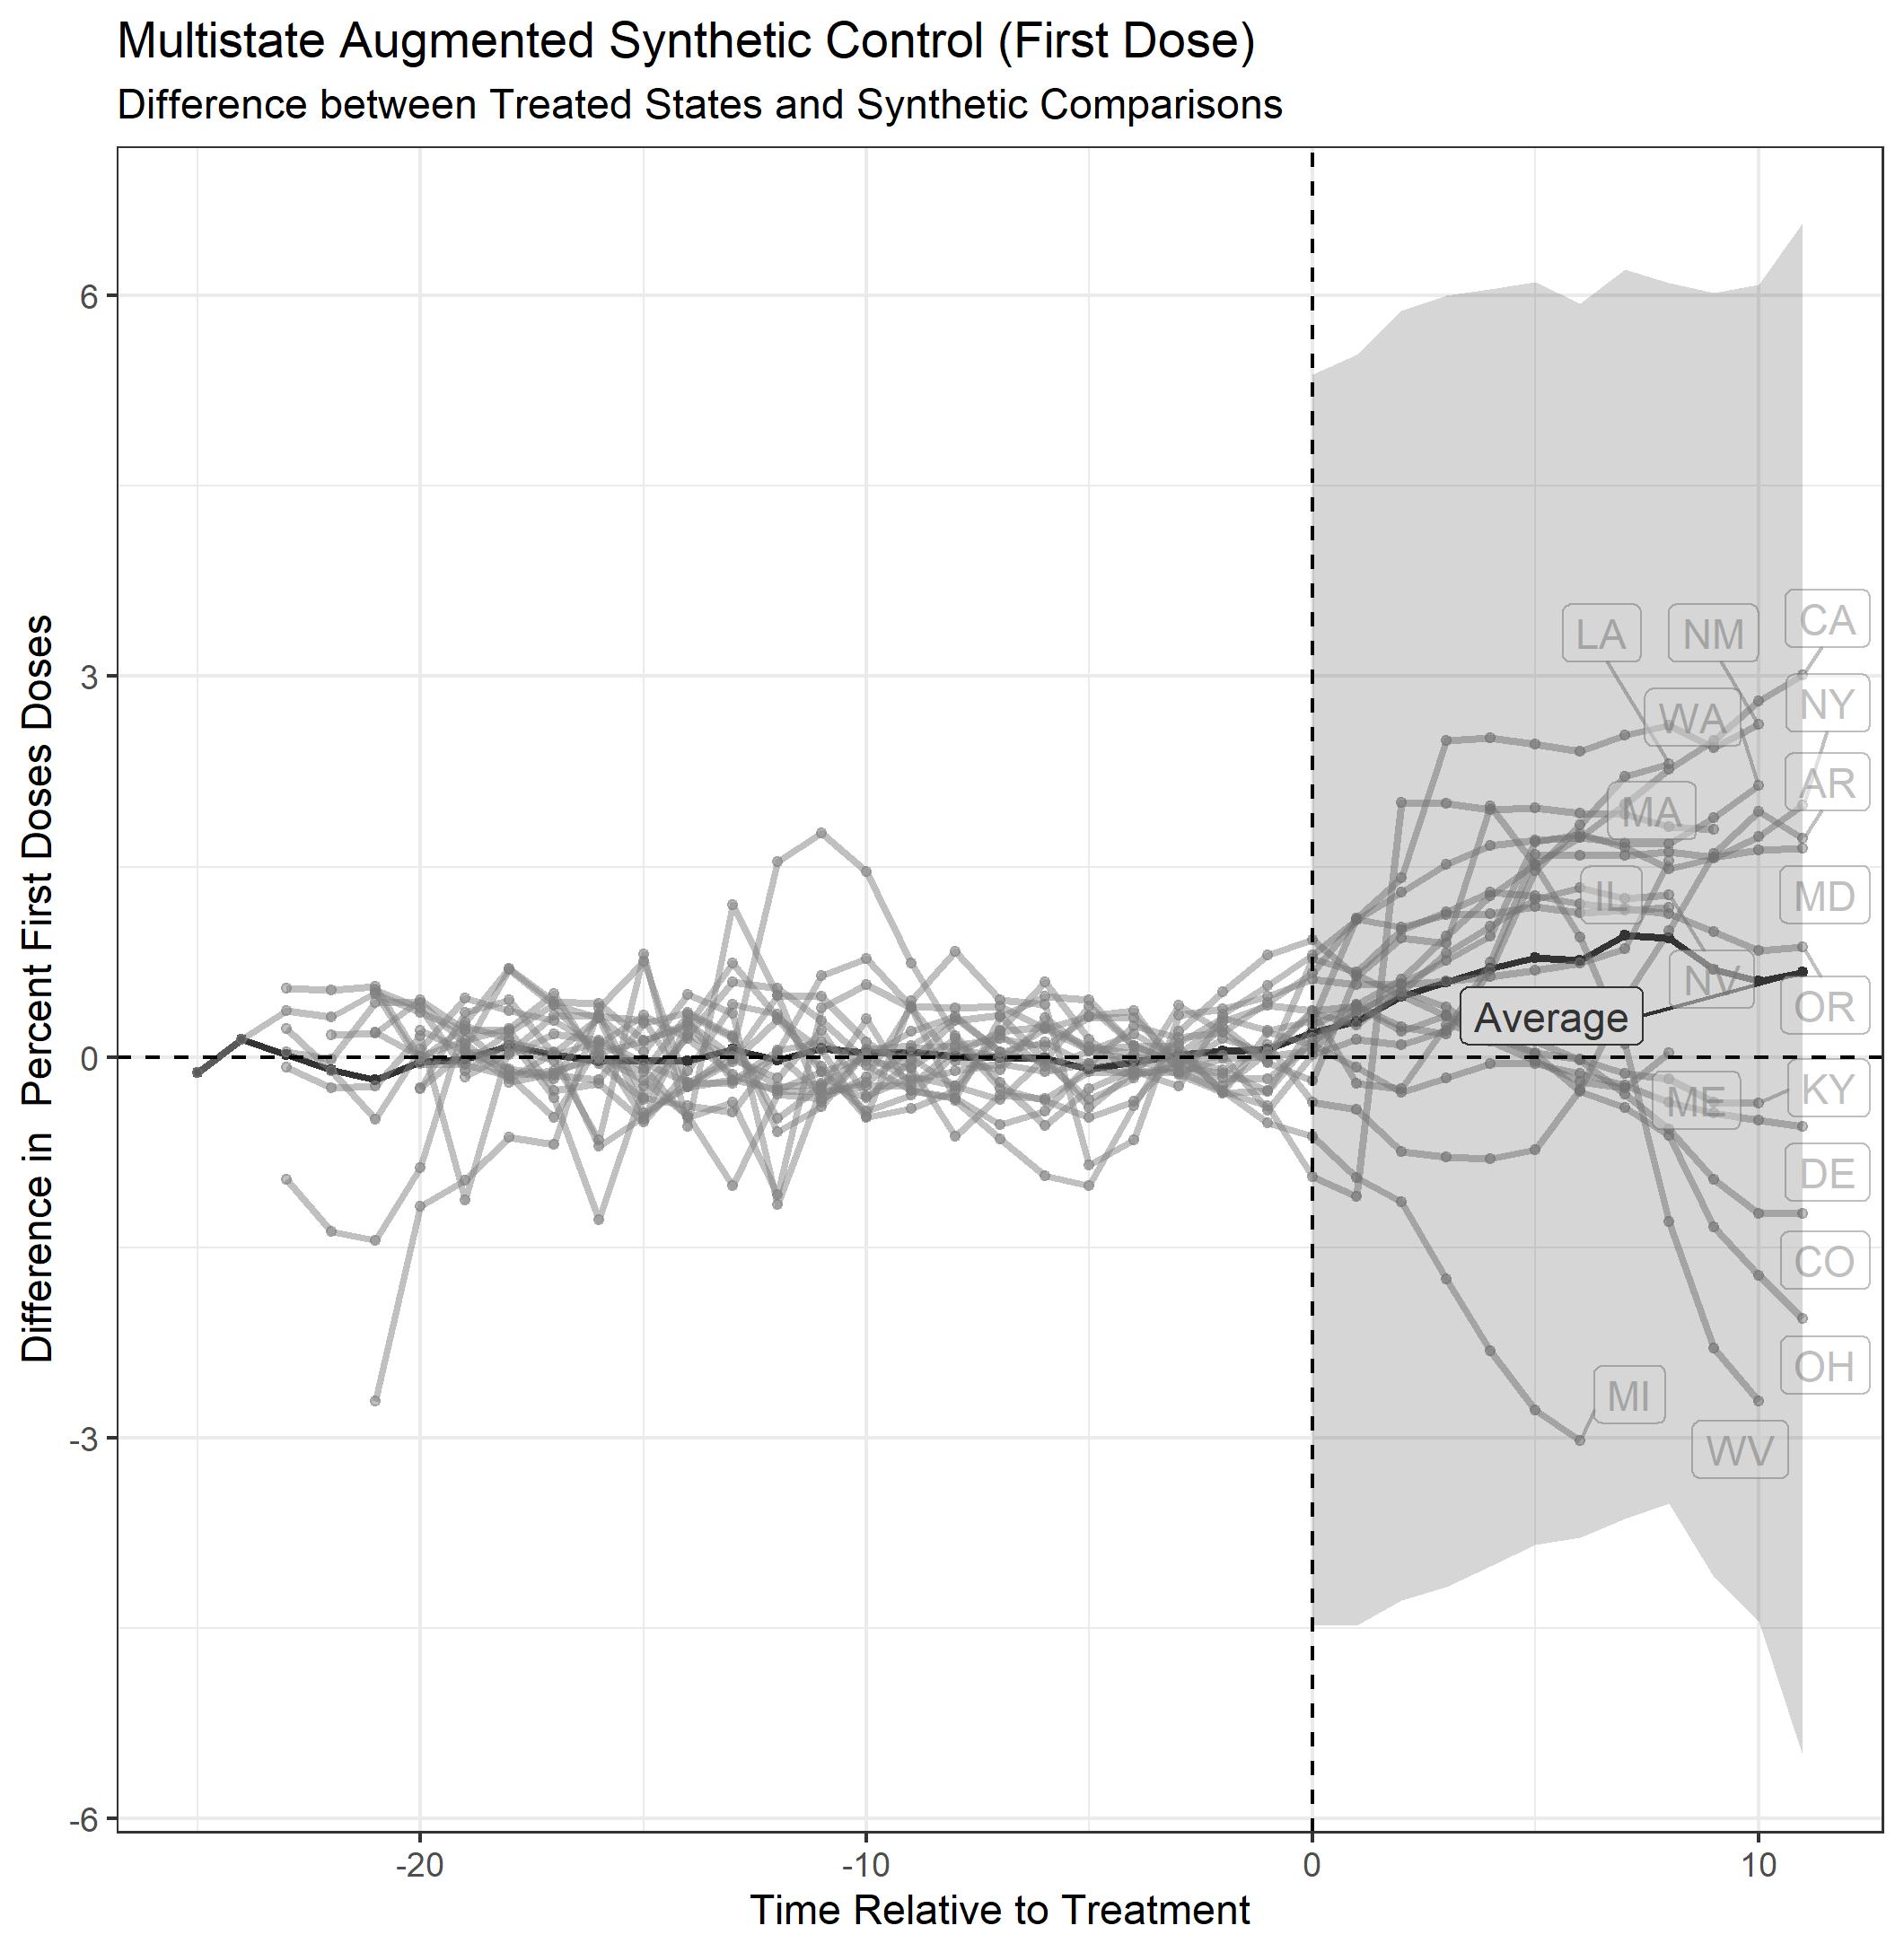 Multistate Augmented Synthetic Control (First Dose)
Difference between Treated States and Synthetic Comparisons
Difference in  Percent First Doses Doses
6
3
0
-3
-6
CA
LA
NM
NY
WA
AR
MA
MD
IL
NV
OR
Average
KY
ME
DE
CO
OH
MI
WV
-20
-10
0
10
Time Relative to Treatment